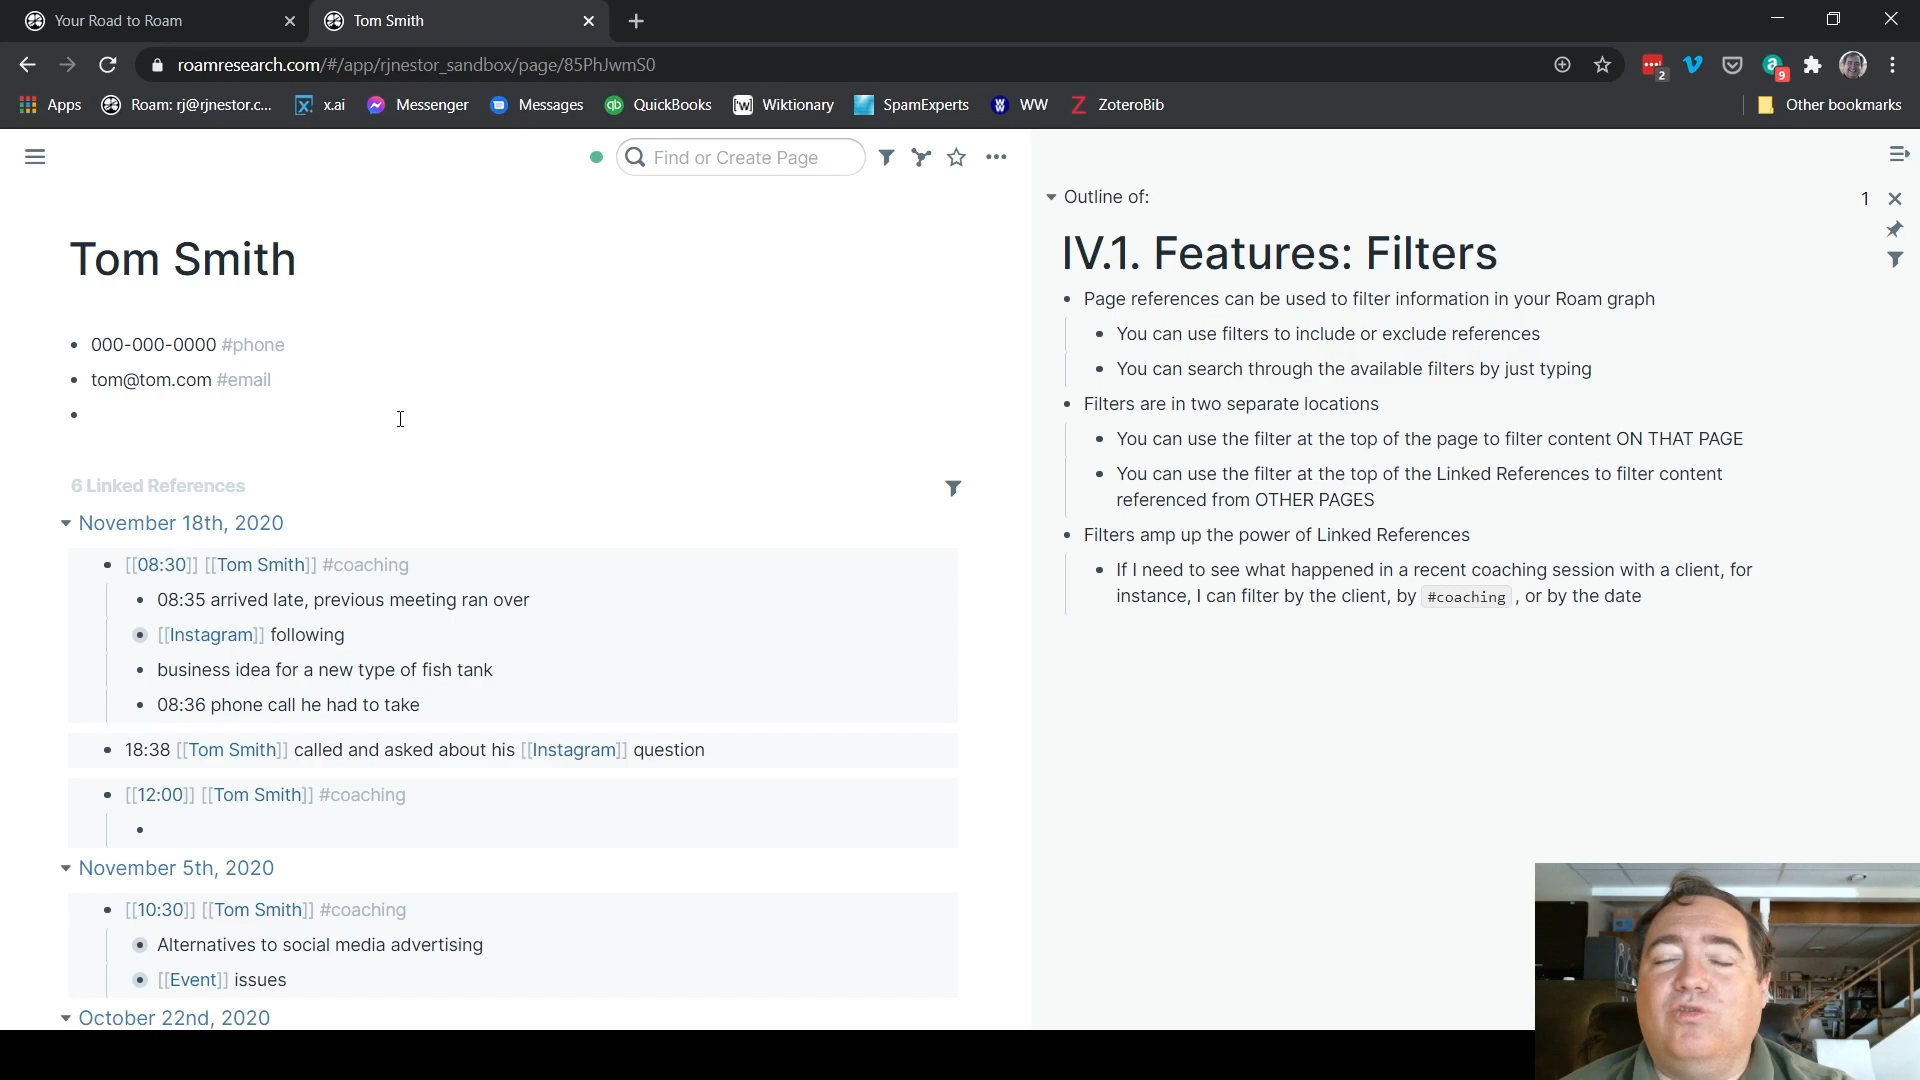 Your Road to Roam
Tom Smith
roamresearch.com/#/app/rjnestor_sandbox/page/85PhJwmS0
2
9
Apps
Roam: rj@rjnestor.c...
x.ai
Messenger
Messages
QuickBooks
Wiktionary
SpamExperts
WW
ZoteroBib
Other bookmarks
Find or Create Page
Tom Smith
000-000-0000 #phone
tom@tom.com #email
6 Linked References
November 18th, 2020
[[08:30]] [[Tom Smith]] #coaching
08:35 arrived late, previous meeting ran over
[[Instagram]] following
business idea for a new type of fish tank
08:36 phone call he had to take
18:38 [[Tom Smith]] called and asked about his [[Instagram]] question
[[12:00]] [[Tom Smith]] #coaching
November 5th, 2020
[[10:30]] [[Tom Smith]] #coaching
Alternatives to social media advertising
[[Event]] issues
October 22nd, 2020
Outline of:
1
IV.1. Features: Filters
Page references can be used to filter information in your Roam graph
You can use filters to include or exclude references
You can search through the available filters by just typing
Filters are in two separate locations
You can use the filter at the top of the page to filter content ON THAT PAGE
You can use the filter at the top of the Linked References to filter content
referenced from OTHER PAGES
Filters amp up the power of Linked References
If I need to see what happened in a recent coaching session with a client, for
instance, I can filter by the client, by #coaching , or by the date